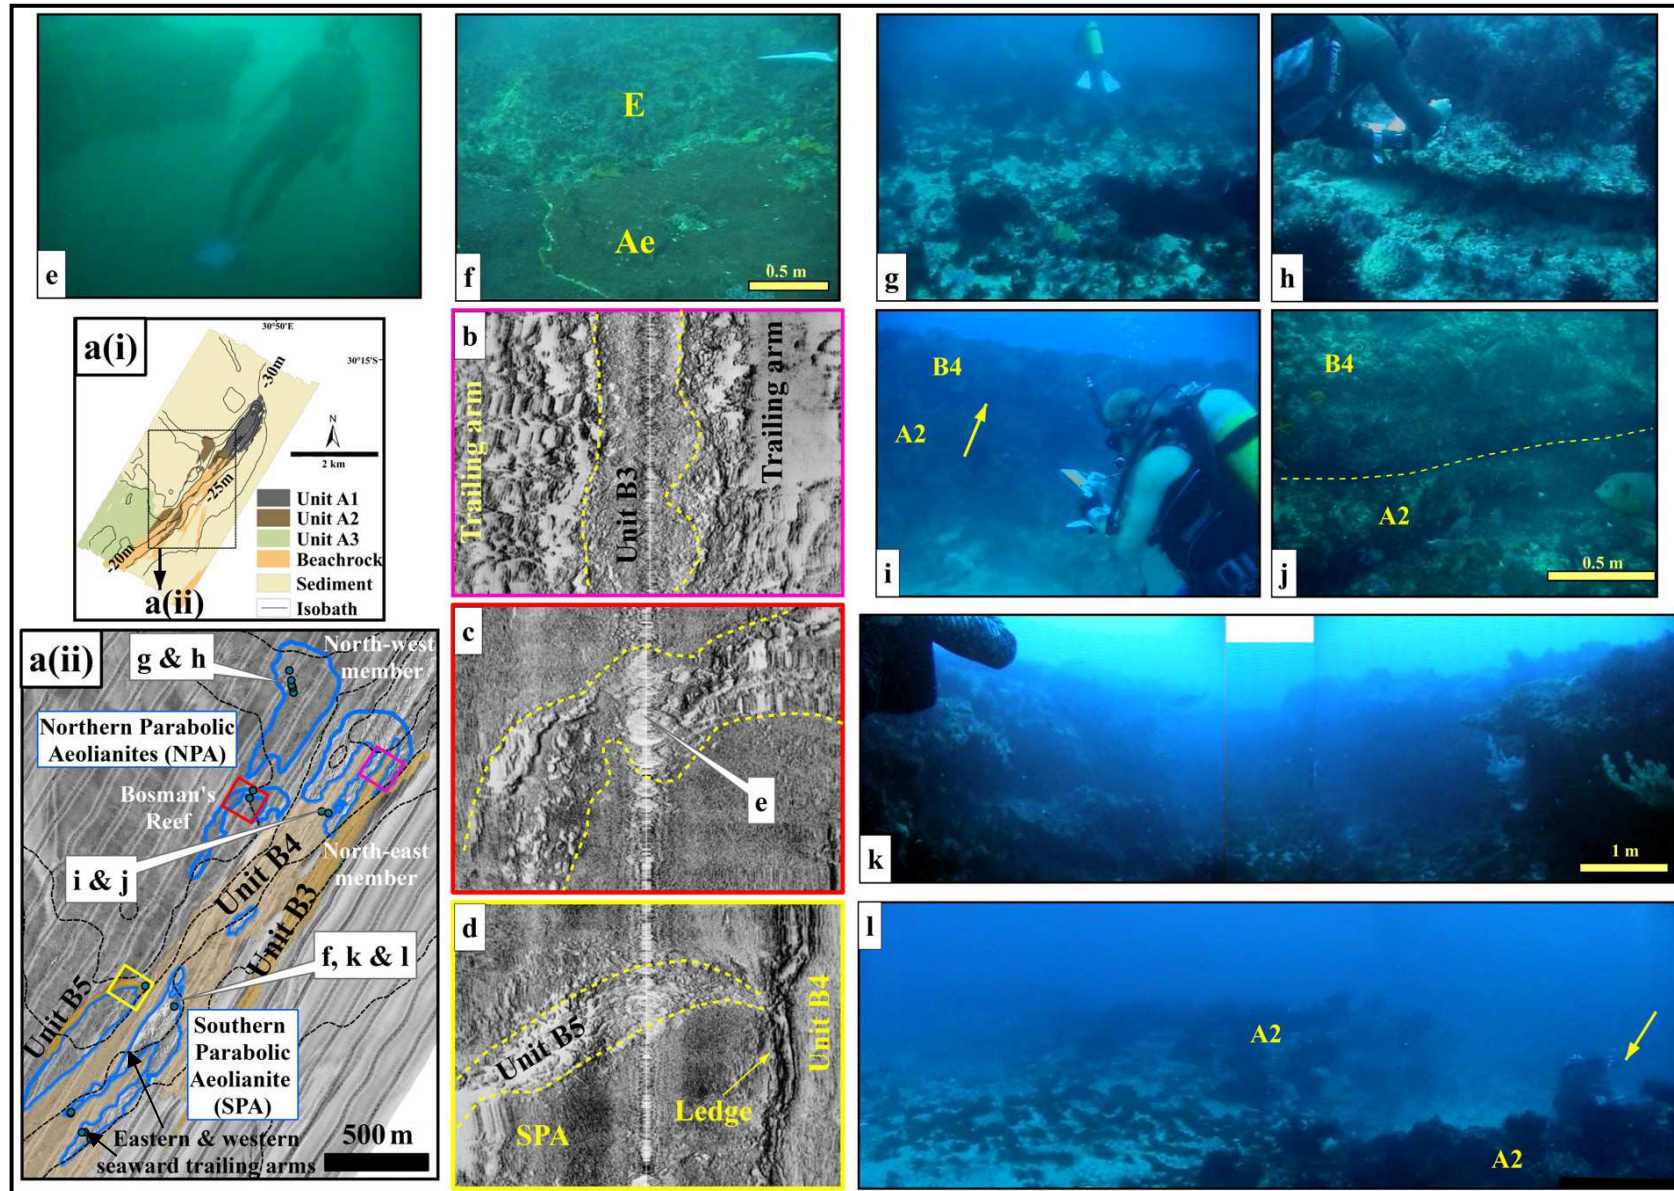 e
f
E
Ae
0.5 m
g
h
a(i)
30°50'E
30°15'S
-30m
N
2 km
-25m
-20m
Unit A1
Unit A2
Unit A3
Beachrock
Sediment
Isobath
a(ii)
b
Trailing arm
Unit B3
Trailing arm
i
B4
A2
j
B4
A2
0.5 m
a(ii)
g & h
North-west
member
Northern Parabolic
Aeolianites (NPA)
Bosman's
Reef
i & j
North-east
member
Unit B4
Unit B3
f, k & l
Unit B5
Southern
Parabolic
Aeolianite
(SPA)
Eastern & western
seaward trailing arms
500 m
c
e
d
Unit B5
Unit B4
SPA
Ledge
k
1 m
l
A2
A2